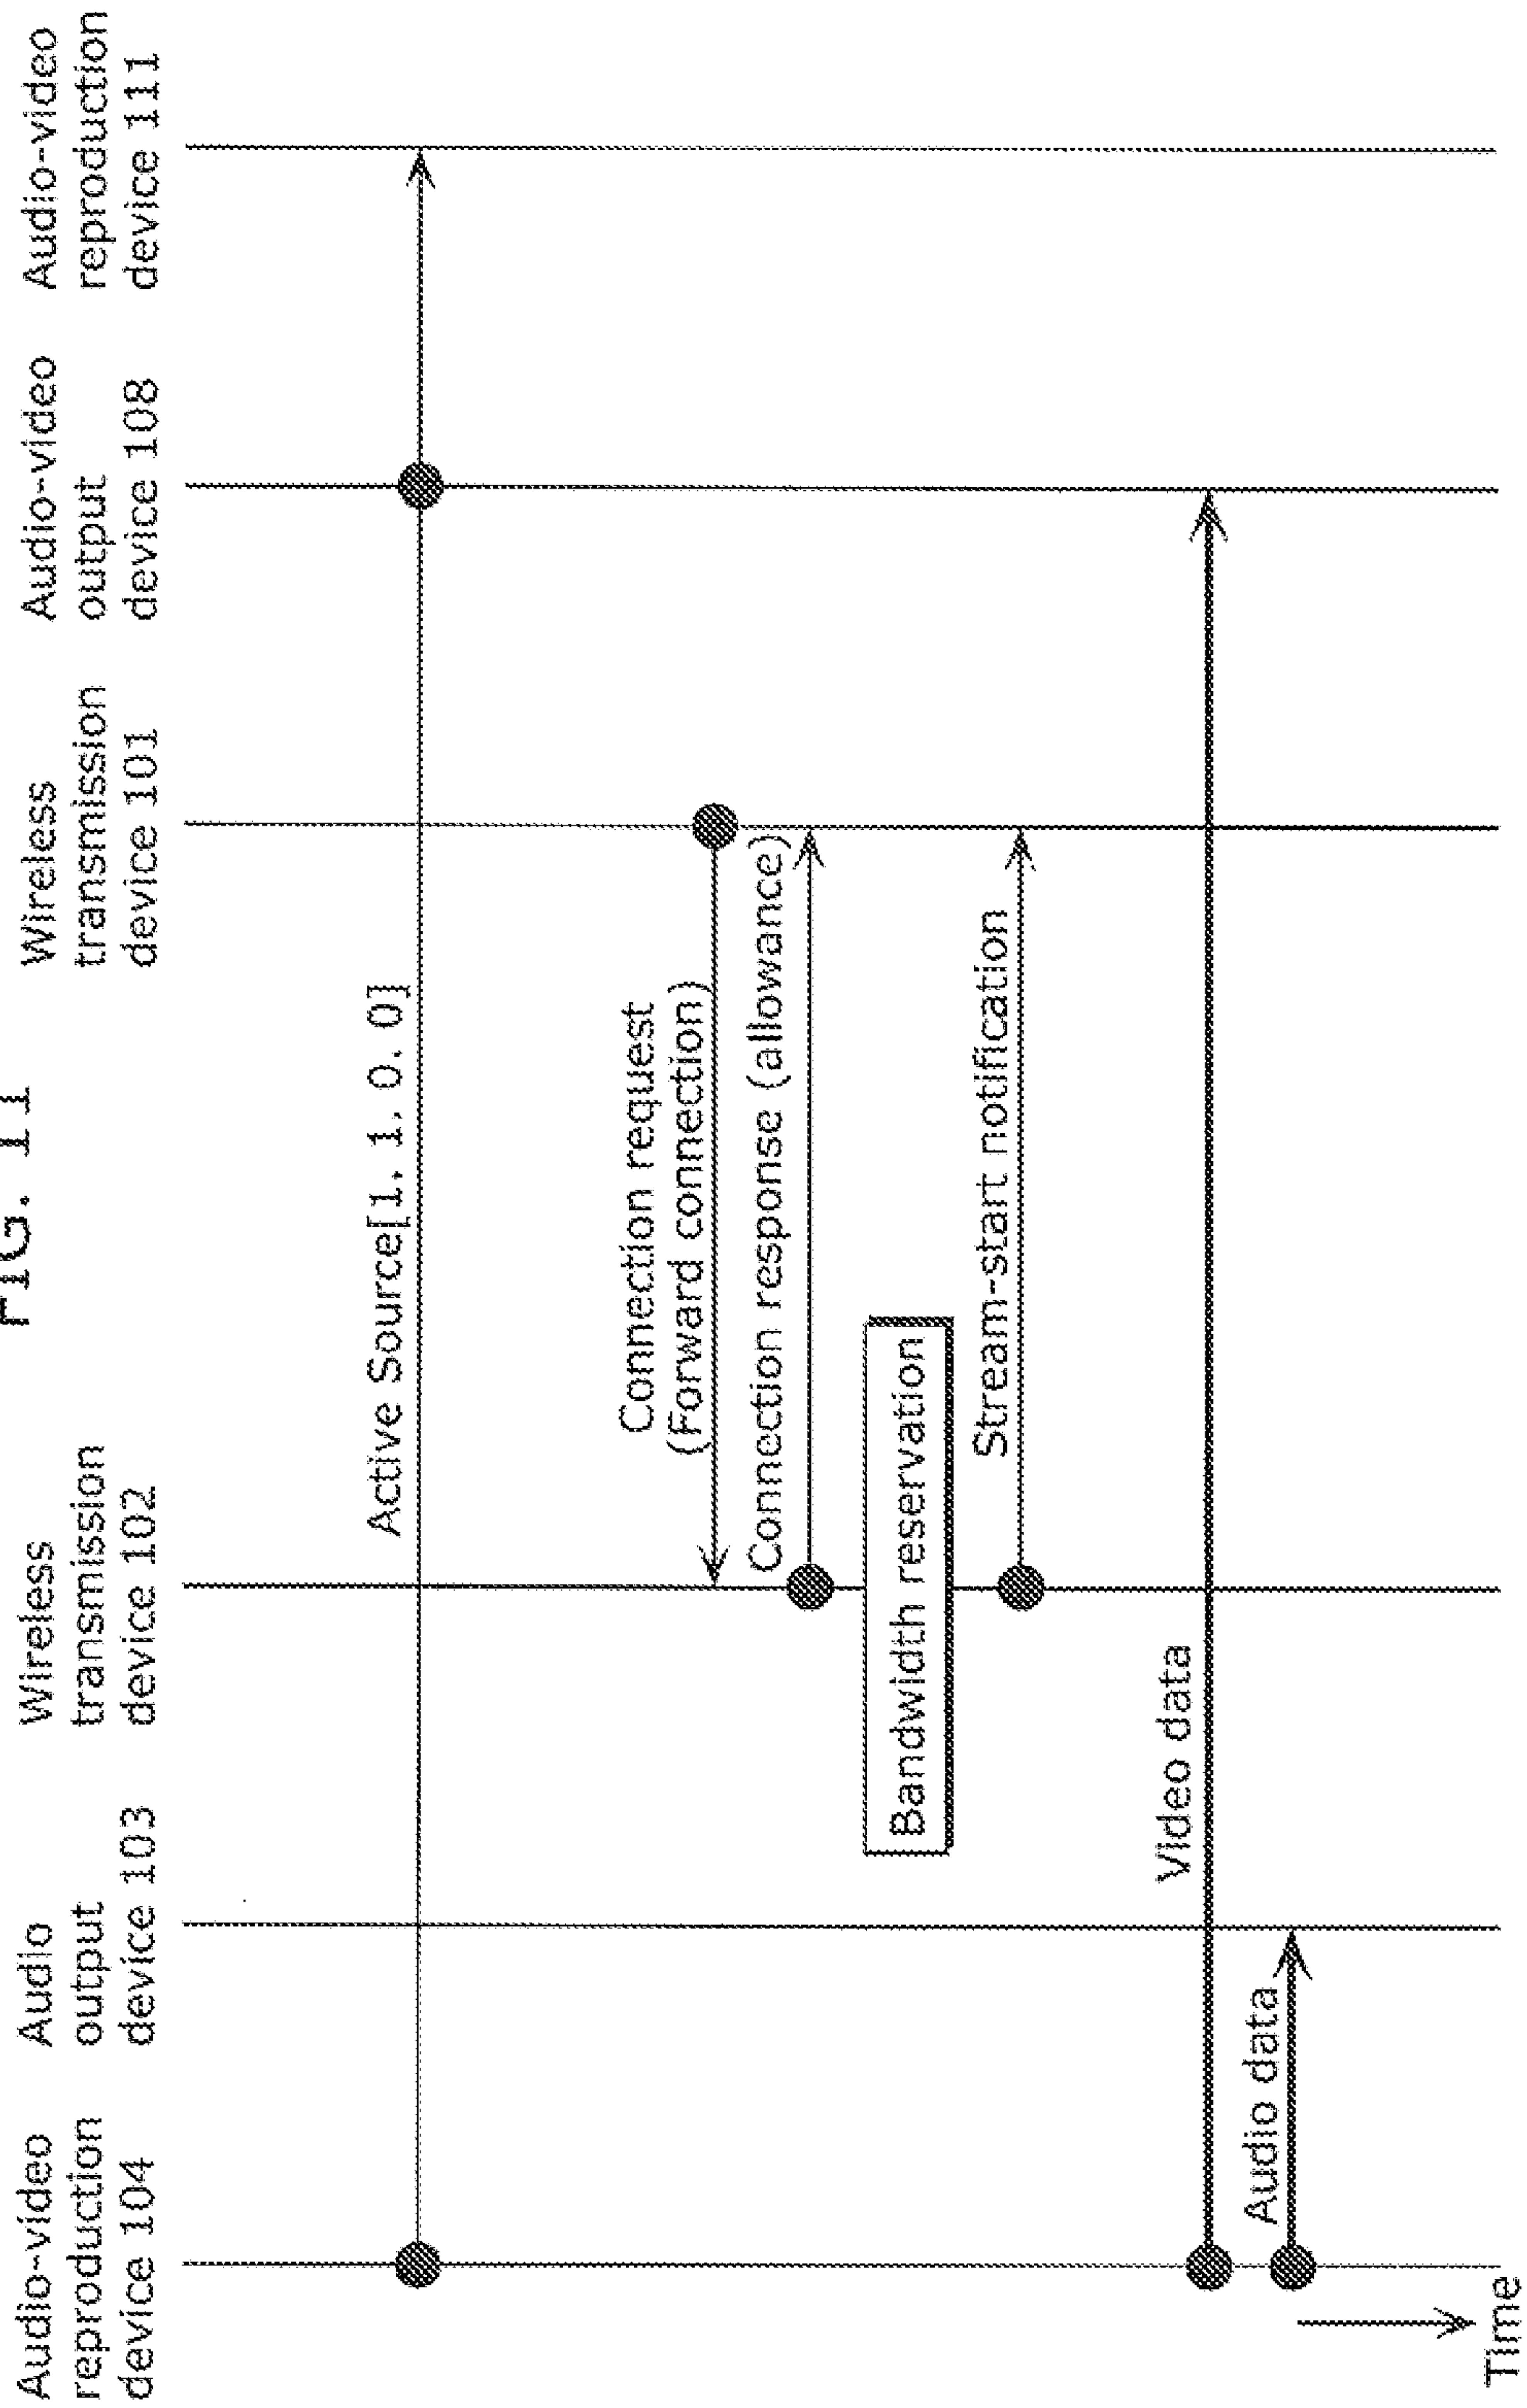 FIG. 11
Audio-video
reproduction
device 104
Audio
output
device 103
Wireless
transmission
device 102
Wireless
transmission
device 101
Audio-video
output
device 108
Audio-video
reproduction
device 111
Active Source[1. 1. 0. 0]
Connection request
(Forward connection)
Connection response (allowance)
Bandwidth reservation
Stream-start notification
Video data
Audio data
Time